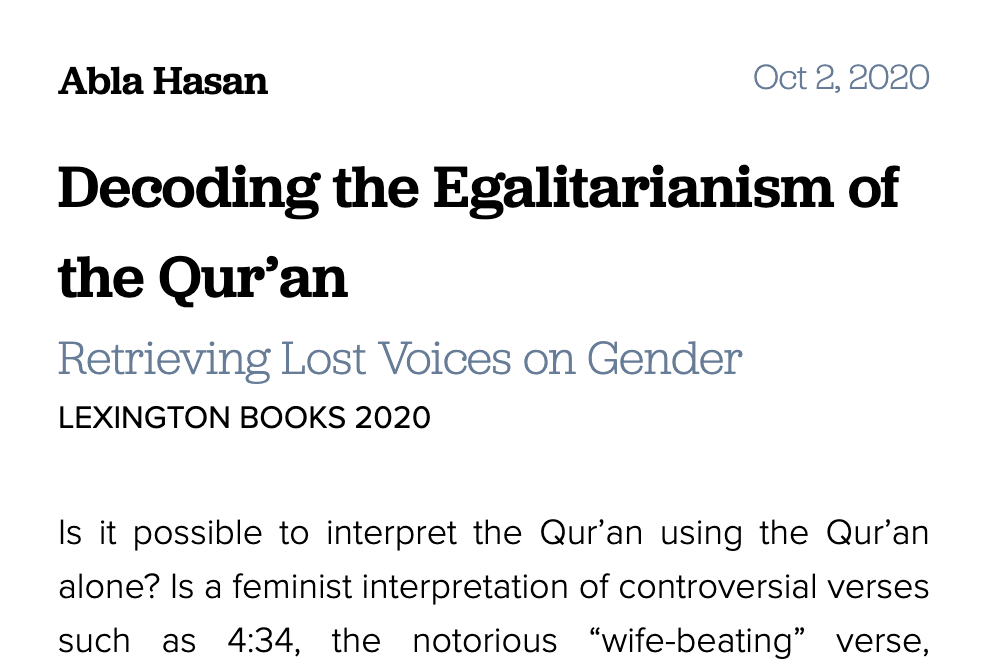 Abla Hasan
Oct 2, 2020
Decoding the Egalitarianism of
the Qur’an
Retrieving Lost Voices on Gender
LEXINGTON BOOKS 2020
Is it possible to interpret the Qur’an using the Qur’an
alone? Is a feminist interpretation of controversial verses
such as 4:34, the notorious “wife-beating” verse,